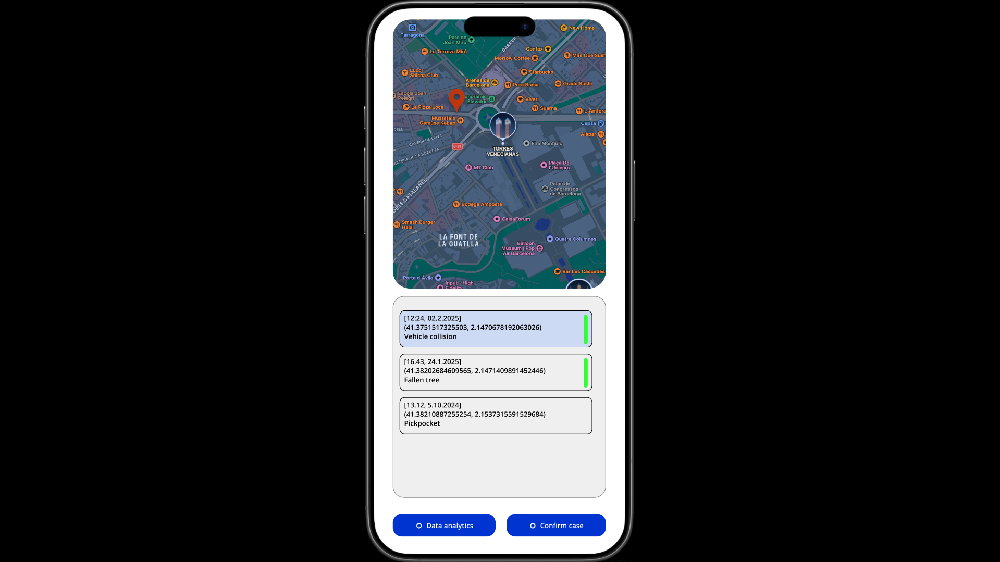 Tarragona
New Home
Parc de
Joan Miró
CARRER
La Terreza Miró
Confex
Morrow Coffee
Más Que Sush
Luxor
Shisha Club
Starbucks
Arenas de
Barcelona
Pura Brasa
Grado Sushi
Escola Joan
Pelegrí
anoramic
Elevator
Vivari
La Pizza Loca
Suarna
L'Àmfora
Mustafa's
Gemüse Kebap
Cepsa
DELL
Alapar
CARRER DE LEIVA
Fira Montjuïc
C-31
TORRES
VENECIANAS
RRETERA DE LA BORDETA
M7 Club
Plaça De
l'Univers
ORTS CATALANES
Palau de
Congressos
de Barcelona
Bodega Amposta
CaixaForum
Smash Burger
Halal
LA FONT DE
LA GUATLLA
Quatre Columnes
Balloon
Museum | Pop
Air Barcelona
Bar Les Cascades
Porta d'Àvila
Input - High
Fidelity
[12:24, 02.2.2025]
(41.3751517325503, 2.1470678192063026)
Vehicle collision
[16.43, 24.1.2025]
(41.38202684609565, 2.1471409891452446)
Fallen tree
[13.12, 5.10.2024]
(41.38210887255254, 2.1537315591529684)
Pickpocket
Data analytics
Confirm case